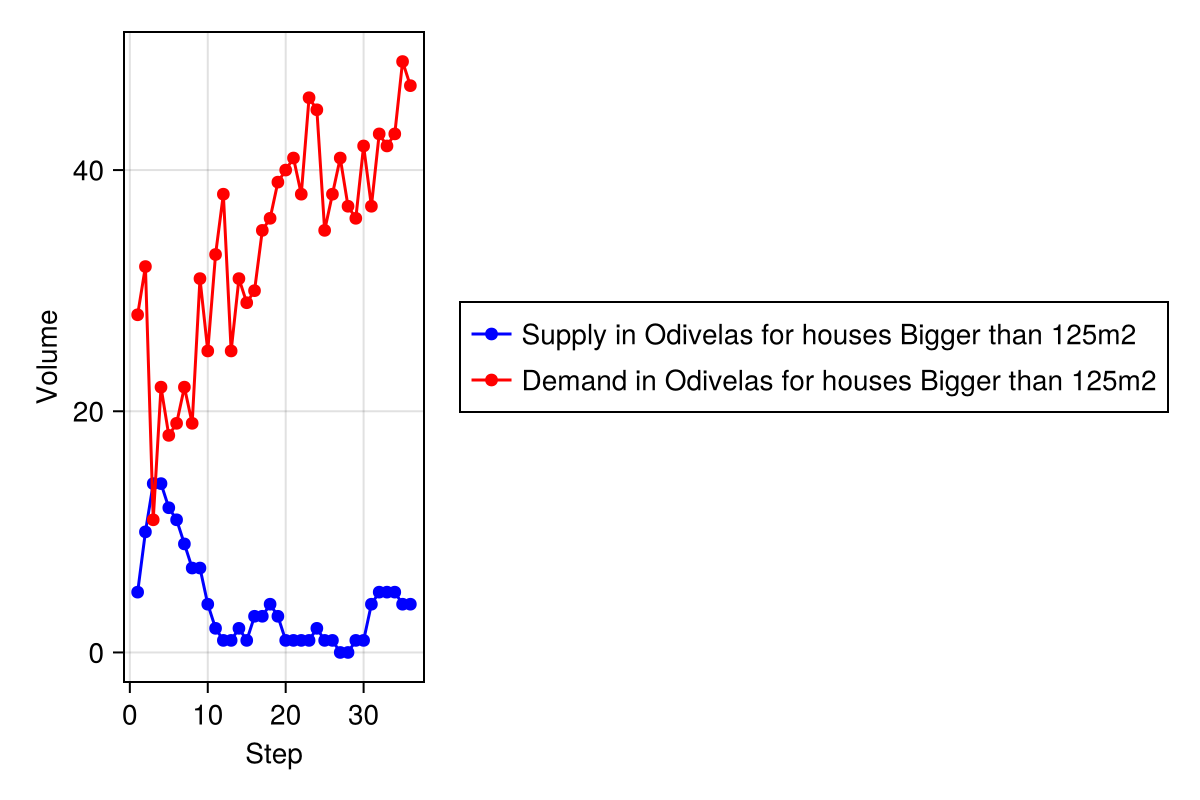 Volume
40
20
0
0 10 20 30
Step
Supply in Odivelas for houses Bigger than 125m2
Demand in Odivelas for houses Bigger than 125m2